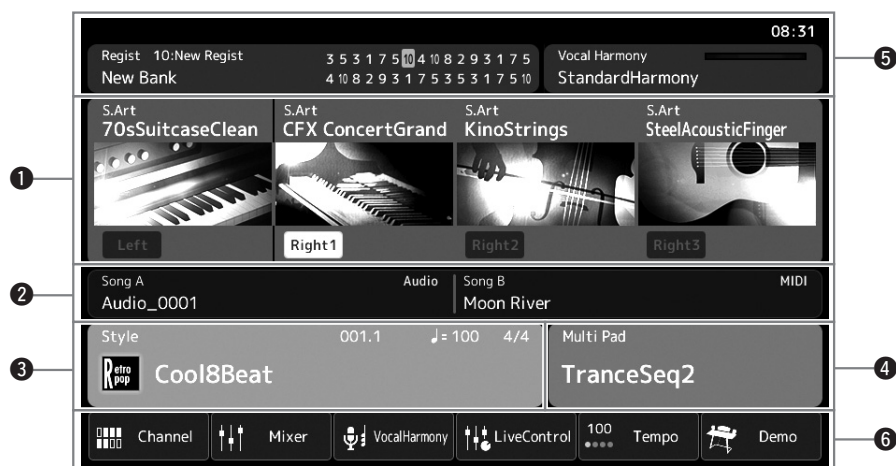 08:31
Regist 10:New Regist
3 5 3 1 7 5 10 4 10 8 2 9 3 1 7 5
New Bank
4 10 8 2 9 3 1 7 5 3 5 3 1 7 5 10
Vocal Harmony
StandardHarmony
5
S.Art
70sSuitcaseClean
S.Art
CFX ConcertGrand
S.Art
KinoStrings
S.Art
SteelAcousticFinger
1
Left
Right1
Right2
Right3
2
Song A Audio
Audio_0001
Song B MIDI
Moon River
3
Style 001.1 ♩= 100 4/4
Retro pop
Cool8Beat
Multi Pad
TranceSeq2
4
Channel
Mixer
VocalHarmony
LiveControl
100
Tempo
Demo
6